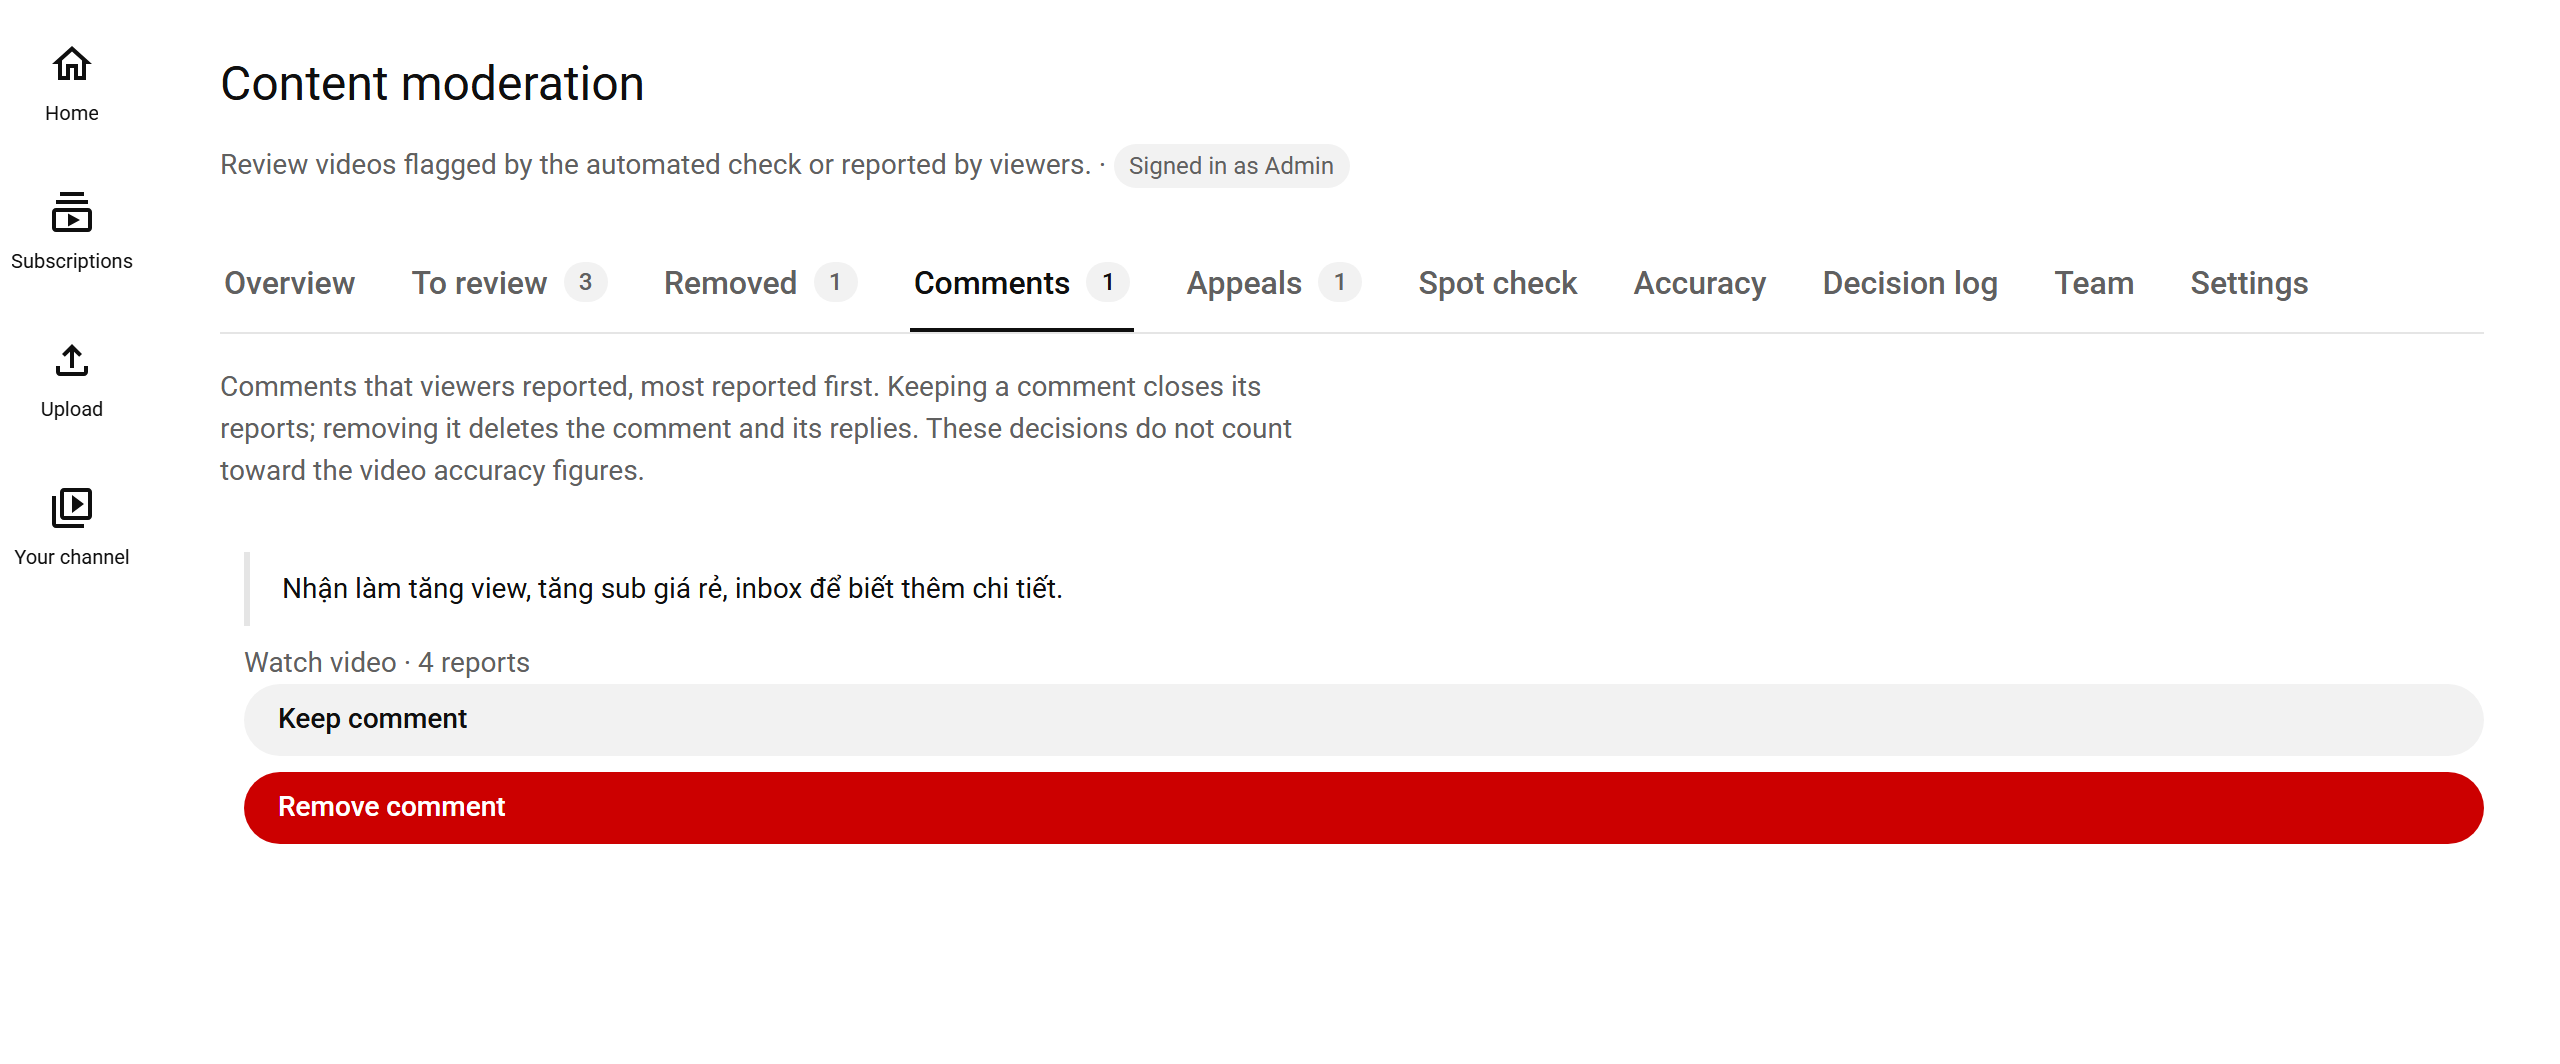 Home
Subscriptions
Upload
Your channel
Content moderation
Review videos flagged by the automated check or reported by viewers. · Signed in as Admin
Overview To review 3 Removed 1 Comments 1 Appeals 1 Spot check Accuracy Decision log Team Settings
Comments that viewers reported, most reported first. Keeping a comment closes its
reports; removing it deletes the comment and its replies. These decisions do not count
toward the video accuracy figures.
Nhận làm tăng view, tăng sub giá rẻ, inbox để biết thêm chi tiết.
Watch video · 4 reports
Keep comment
Remove comment